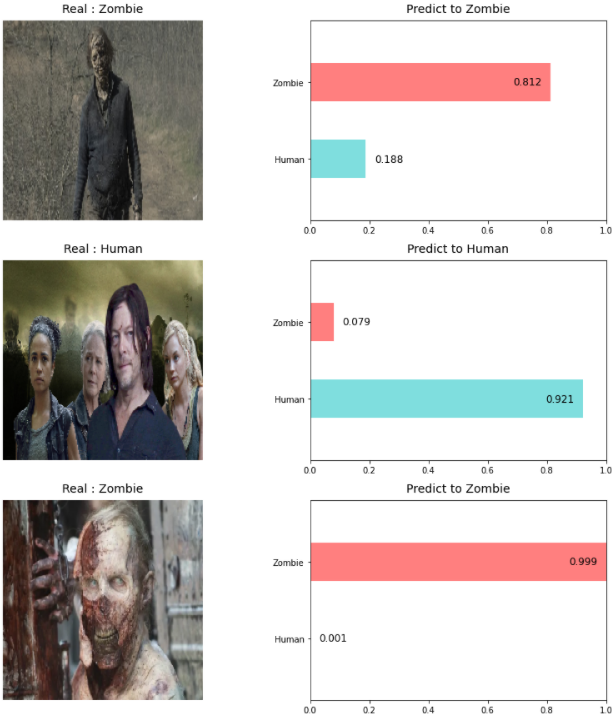 Real : Zombie
Predict to Zombie
Zombie
0.812
Human
0.188
0.0 0.2 0.4 0.6 0.8 1.0
Real : Human
Predict to Human
Zombie
0.079
Human
0.921
0.0 0.2 0.4 0.6 0.8 1.0
Real : Zombie
Predict to Zombie
Zombie
0.999
Human
0.001
0.0 0.2 0.4 0.6 0.8 1.0